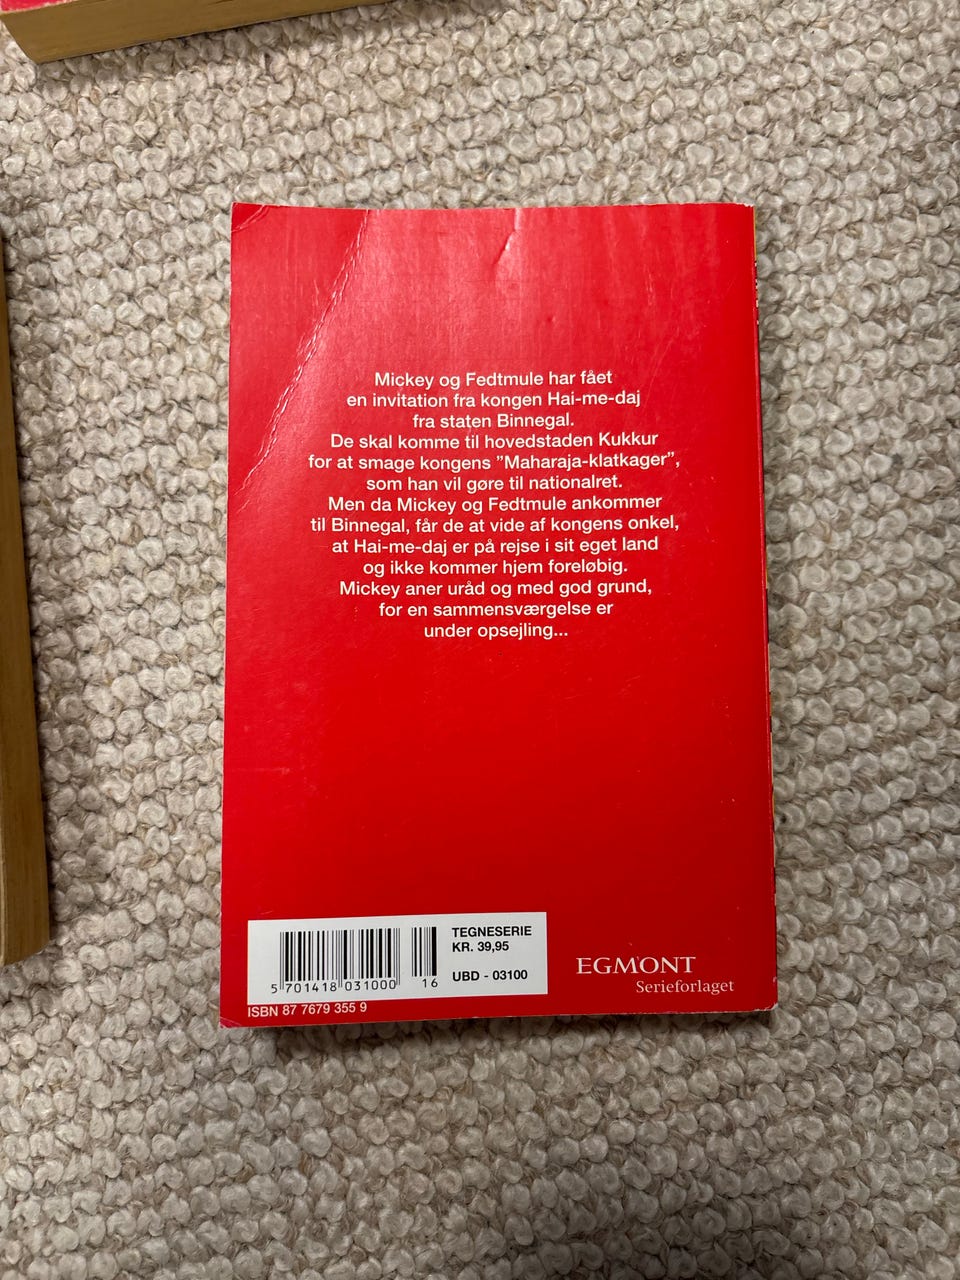 Mickey og Fedtmule har fået
en invitation fra kongen Hai-me-daj
fra staten Binnegal.
De skal komme til hovedstaden Kukkur
for at smage kongens ”Maharaja-klatkager”,
som han vil gøre til nationalret.
Men da Mickey og Fedtmule ankommer
til Binnegal, får de at vide af kongens onkel,
at Hai-me-daj er på rejse i sit eget land
og ikke kommer hjem foreløbig.
Mickey aner uråd og med god grund,
for en sammensværgelse er
under opsejling...
TEGNESERIE
KR. 39,95
UBD - 03100
5 701418 031000 16
ISBN 87 7679 355 9
EGMONT
Serieforlaget